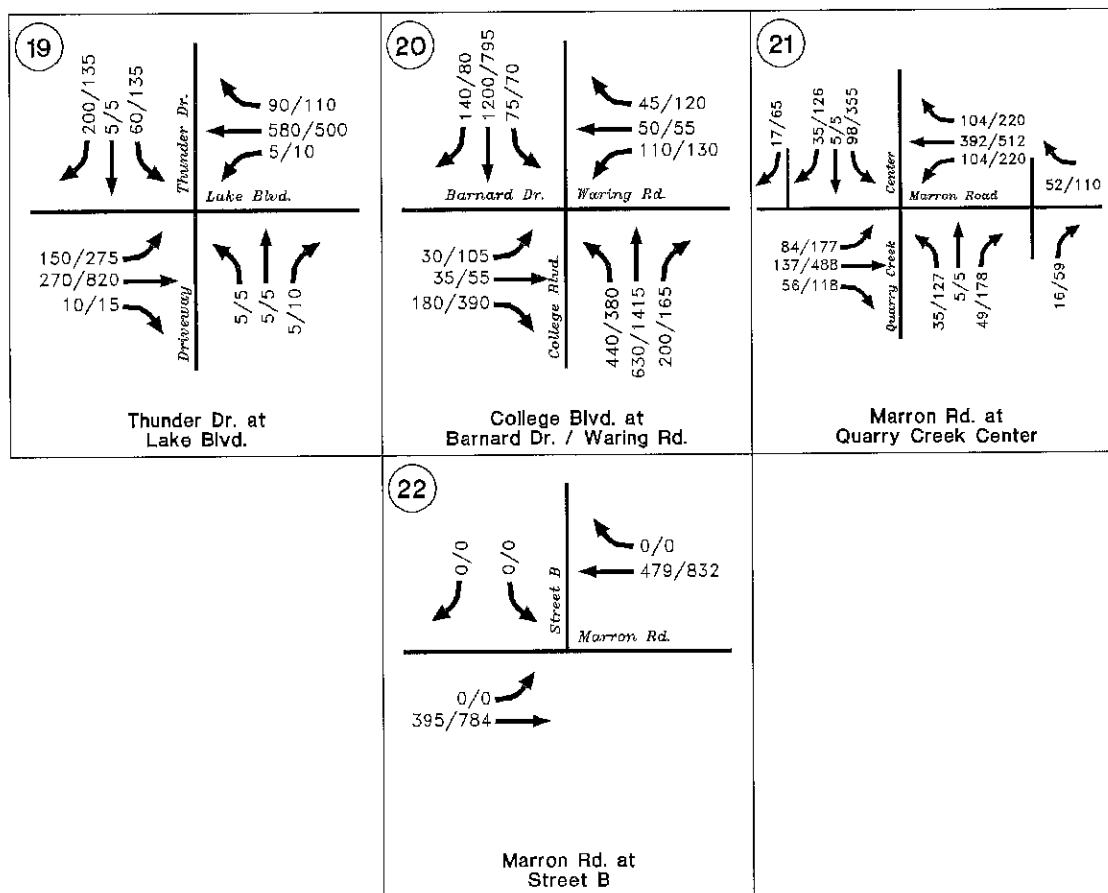 19
200/135
5/5
60/135
Thunder Dr.
90/110
580/500
5/10
Lake Blvd.
150/275
270/820
10/15
Driveway
5/5
5/5
5/10
Thunder Dr. at
Lake Blvd.
20
140/80
1200/795
75/70
45/120
50/55
110/130
Barnard Dr.
Waring Rd.
30/105
35/55
180/390
College Blvd.
440/380
630/1415
200/165
College Blvd. at
Barnard Dr. / Waring Rd.
21
17/65
35/126
5/5
98/355
Center
104/220
392/512
104/220
52/110
Marron Road
84/177
137/488
56/118
Quarry Creek
35/127
5/5
49/178
16/59
Marron Rd. at
Quarry Creek Center
22
0/0
0/0
Street B
0/0
479/832
Marron Rd.
0/0
395/784
Marron Rd. at
Street B